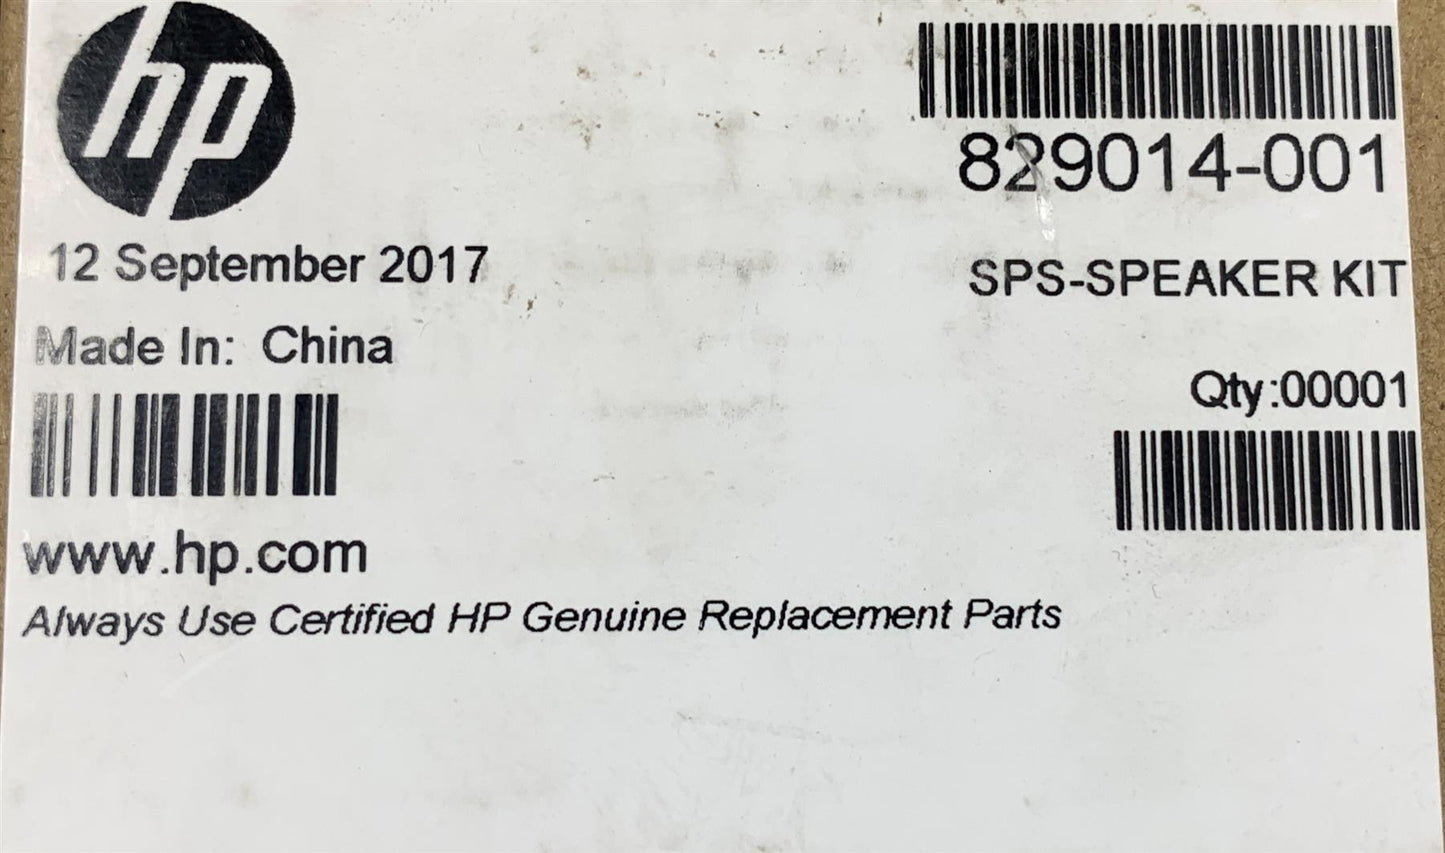 hp
829014-001
12 September 2017
SPS-SPEAKER KIT
Made In: China
Qty:00001
www.hp.com
Always Use Certified HP Genuine Replacement Parts